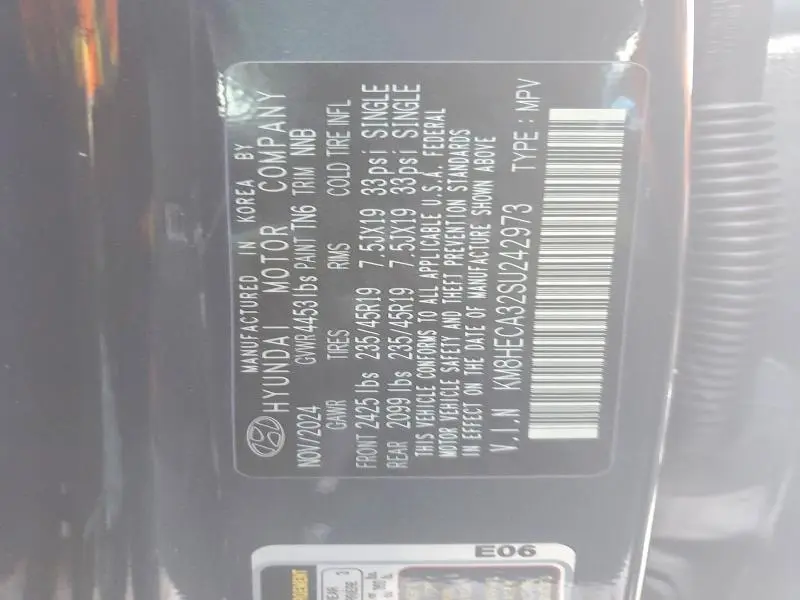 MANUFACTURED IN KOREA BY
HYUNDAI MOTOR COMPANY
NOV/2024 GVWR 4453 lbs PAINT TN6 TRIM NNB
GAWR TIRES RIMS COLD TIRE INFL
FRONT 2425 lbs 235/45R19 7.5JX19 33psi SINGLE
REAR 2099 lbs 235/45R19 7.5JX19 33psi SINGLE
THIS VEHICLE CONFORMS TO ALL APPLICABLE U.S.A. FEDERAL
MOTOR VEHICLE SAFETY AND THEFT PREVENTION STANDARDS
IN EFFECT ON THE DATE OF MANUFACTURE SHOWN ABOVE
V.I.N KM8HECA32SU242973 TYPE : MPV
E06